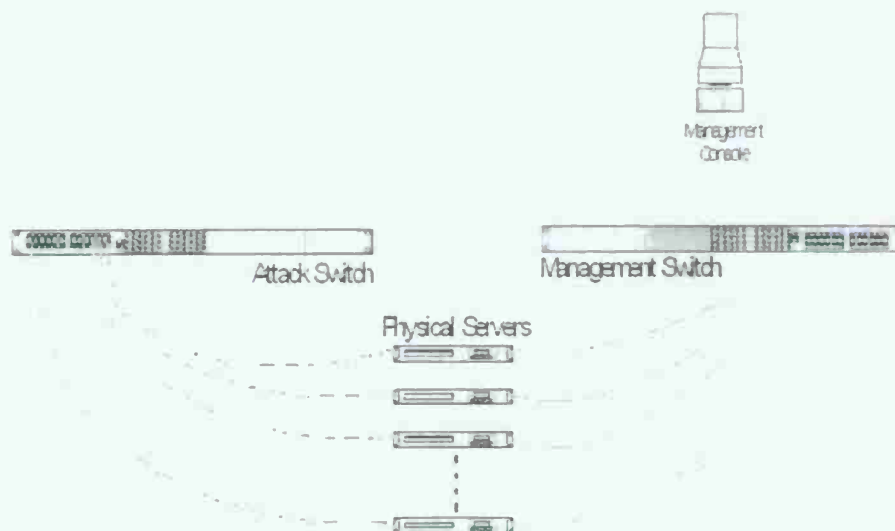 Management
Console
Attack Switch
Management Switch
Physical Servers